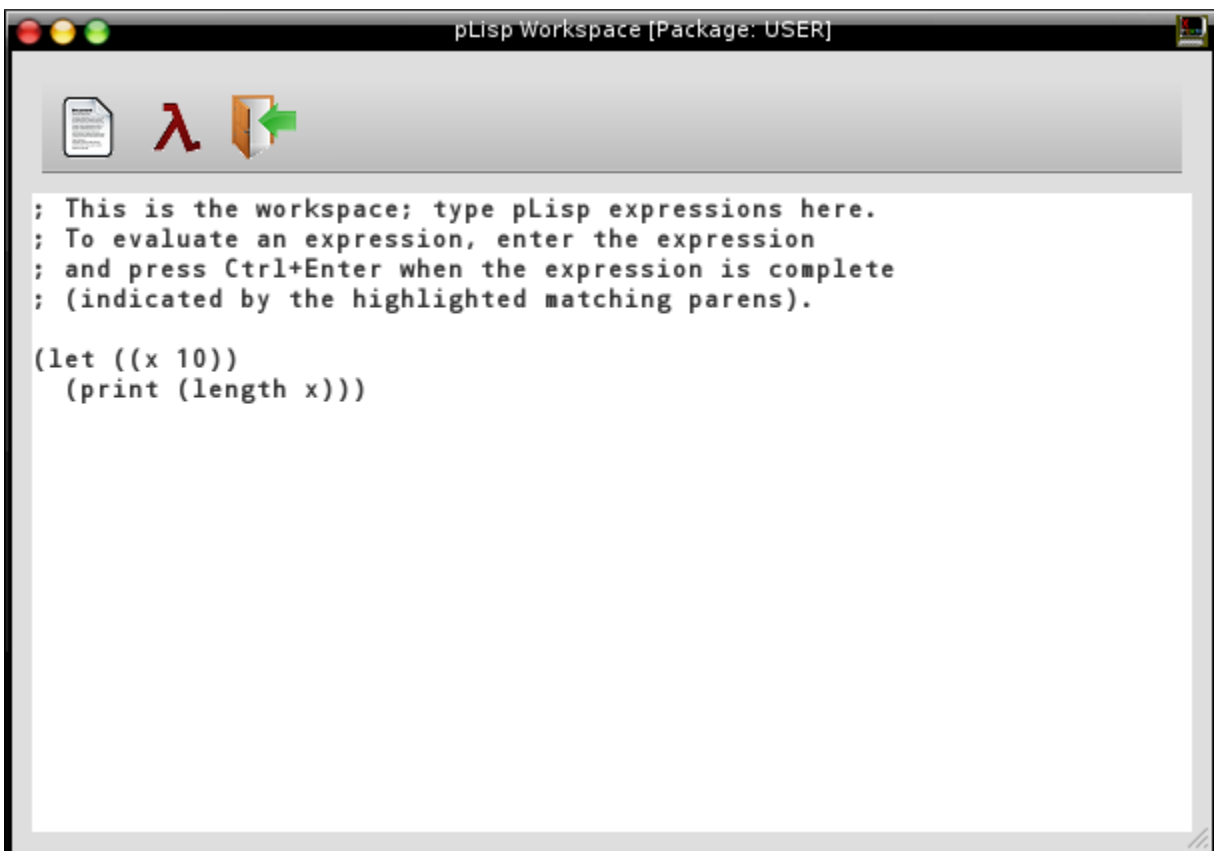 pLisp Workspace [Package: USER]
; This is the workspace; type pLisp expressions here.
; To evaluate an expression, enter the expression
; and press Ctrl+Enter when the expression is complete
; (indicated by the highlighted matching parens).
(let ((x 10))
  (print (length x)))